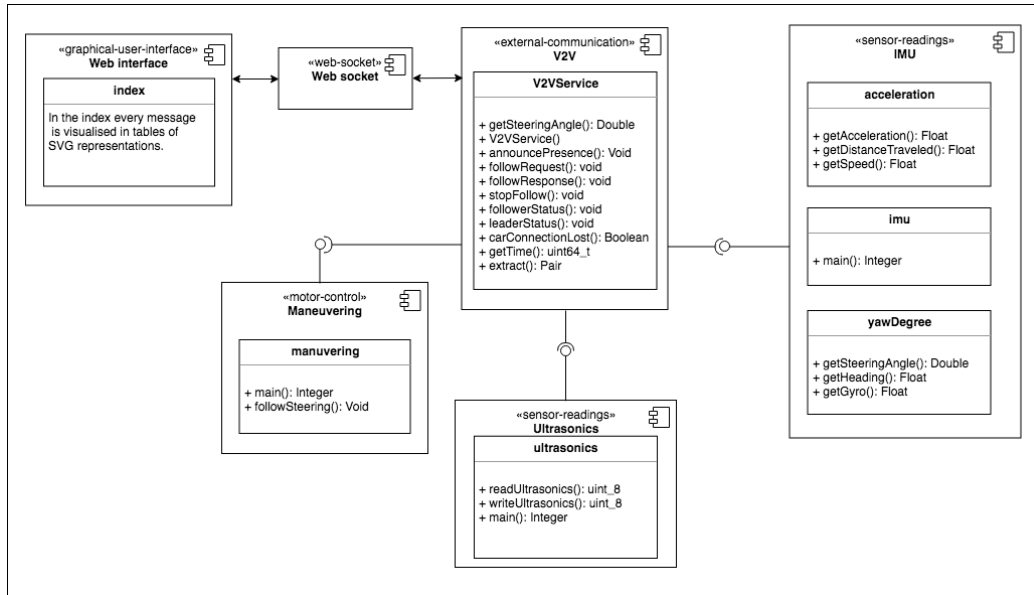 «graphical-user-interface»
Web interface
index
In the index every message
is visualised in tables of
SVG representations.
«web-socket»
Web socket
«external-communication»
V2V
V2VService
+ getSteeringAngle(): Double
+ V2VService()
+ announcePresence(): Void
+ followRequest(): void
+ followResponse(): void
+ stopFollow(): void
+ followerStatus(): void
+ leaderStatus(): void
+ carConnectionLost(): Boolean
+ getTime(): uint64_t
+ extract(): Pair
«sensor-readings»
IMU
acceleration
+ getAcceleration(): Float
+ getDistanceTraveled(): Float
+ getSpeed(): Float
imu
+ main(): Integer
yawDegree
+ getSteeringAngle(): Double
+ getHeading(): Float
+ getGyro(): Float
«motor-control»
Maneuvering
manuvering
+ main(): Integer
+ followSteering(): Void
«sensor-readings»
Ultrasonics
ultrasonics
+ readUltrasonics(): uint_8
+ writeUltrasonics(): uint_8
+ main(): Integer